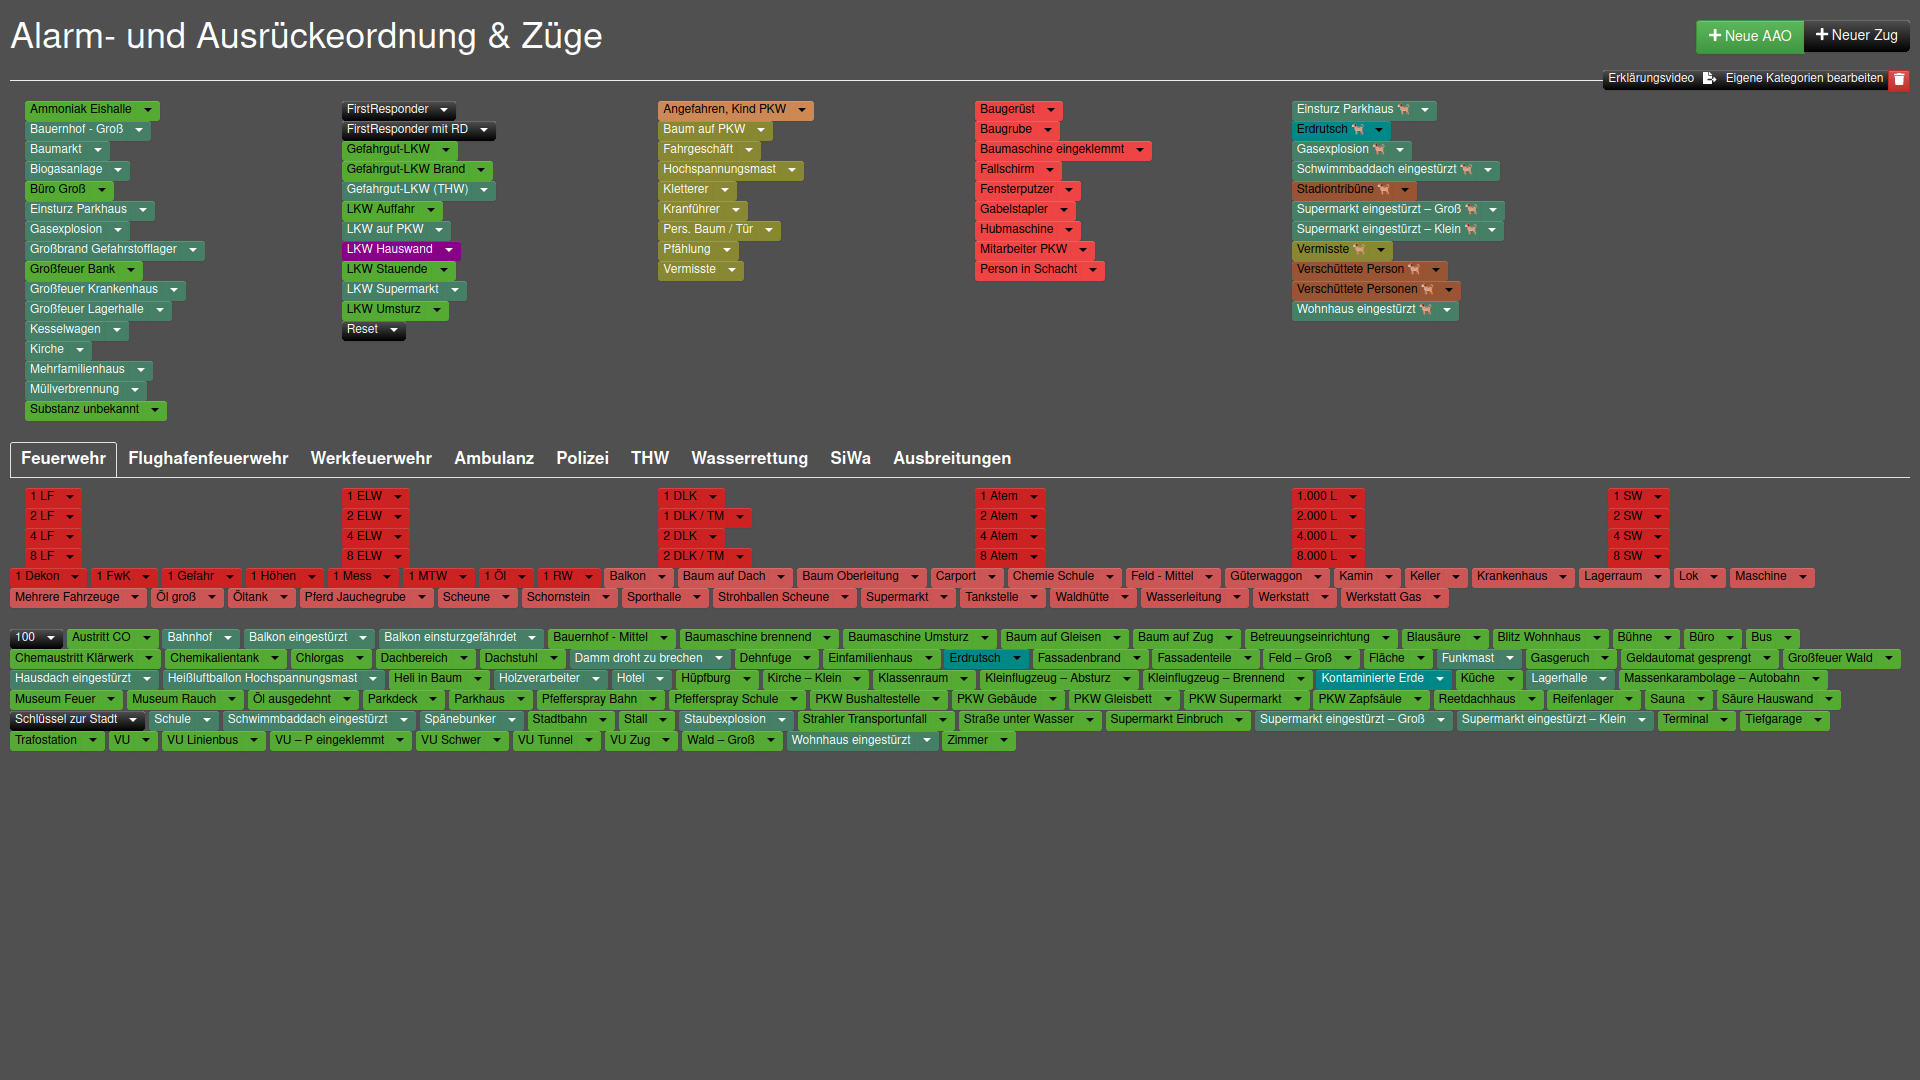 Alarm- und Ausrückeordnung & Züge
Neue AAO Neuer Zug
Erklärungsvideo Eigene Kategorien bearbeiten
Ammoniak Eishalle FirstResponder Angefahren, Kind PKW Baugerüst Einsturz Parkhaus
Bauernhof - Groß FirstResponder mit RD Baum auf PKW Baugrube Erdrutsch
Baumarkt Gefahrgut-LKW Fahrgeschäft Baumaschine eingeklemmt Gasexplosion
Biogasanlage Gefahrgut-LKW Brand Hochspannungsmast Fallschirm Schwimmbaddach eingestürzt
Büro Groß Gefahrgut-LKW (THW) Kletterer Fensterputzer Stadiontribüne
Einsturz Parkhaus LKW Auffahr Kranführer Gabelstapler Supermarkt eingestürzt – Groß
Gasexplosion LKW auf PKW Pers. Baum / Tür Hubmaschine Supermarkt eingestürzt – Klein
Großbrand Gefahrstofflager LKW Hauswand Pfählung Mitarbeiter PKW Vermisste
Großfeuer Bank LKW Stauende Vermisste Person in Schacht Verschüttete Person
Großfeuer Krankenhaus LKW Supermarkt Verschüttete Personen
Großfeuer Lagerhalle LKW Umsturz Wohnhaus eingestürzt
Kesselwagen Reset
Kirche
Mehrfamilienhaus
Müllverbrennung
Substanz unbekannt
Feuerwehr Flughafenfeuerwehr Werkfeuerwehr Ambulanz Polizei THW Wasserrettung SiWa Ausbreitungen
1 LF 1 ELW 1 DLK 1 Atem 1.000 L 1 SW
2 LF 2 ELW 1 DLK / TM 2 Atem 2.000 L 2 SW
4 LF 4 ELW 2 DLK 4 Atem 4.000 L 4 SW
8 LF 8 ELW 2 DLK / TM 8 Atem 8.000 L 8 SW
1 Dekon 1 FwK 1 Gefahr 1 Höhen 1 Mess 1 MTW 1 Öl 1 RW Balkon Baum auf Dach Baum Oberleitung Carport Chemie Schule Feld - Mittel Güterwaggon Kamin Keller Krankenhaus Lagerraum Lok Maschine
Mehrere Fahrzeuge Öl groß Öltank Pferd Jauchegrube Scheune Schornstein Sporthalle Strohballen Scheune Supermarkt Tankstelle Waldhütte Wasserleitung Werkstatt Werkstatt Gas
100 Austritt CO Bahnhof Balkon eingestürzt Balkon einsturzgefährdet Bauernhof - Mittel Baumaschine brennend Baumaschine Umsturz Baum auf Gleisen Baum auf Zug Betreuungseinrichtung Blausäure Blitz Wohnhaus Bühne Büro Bus
Chemaustritt Klärwerk Chemikalientank Chlorgas Dachbereich Dachstuhl Damm droht zu brechen Dehnfuge Einfamilienhaus Erdrutsch Fassadenbrand Fassadenteile Feld – Groß Fläche Funkmast Gasgeruch Geldautomat gesprengt Großfeuer Wald
Hausdach eingestürzt Heißluftballon Hochspannungsmast Heli in Baum Holzverarbeiter Hotel Hüpfburg Kirche – Klein Klassenraum Kleinflugzeug – Absturz Kleinflugzeug – Brennend Kontaminierte Erde Küche Lagerhalle Massenkarambolage – Autobahn
Museum Feuer Museum Rauch Öl ausgedehnt Parkdeck Parkhaus Pfefferspray Bahn Pfefferspray Schule PKW Bushaltestelle PKW Gebäude PKW Gleisbett PKW Supermarkt PKW Zapfsäule Reetdachhaus Reifenlager Sauna Säure Hauswand
Schlüssel zur Stadt Schule Schwimmbaddach eingestürzt Spänebunker Stadtbahn Stall Staubexplosion Strahler Transportunfall Straße unter Wasser Supermarkt Einbruch Supermarkt eingestürzt – Groß Supermarkt eingestürzt – Klein Terminal Tiefgarage
Trafostation VU VU Linienbus VU – P eingeklemmt VU Schwer VU Tunnel VU Zug Wald – Groß Wohnhaus eingestürzt Zimmer